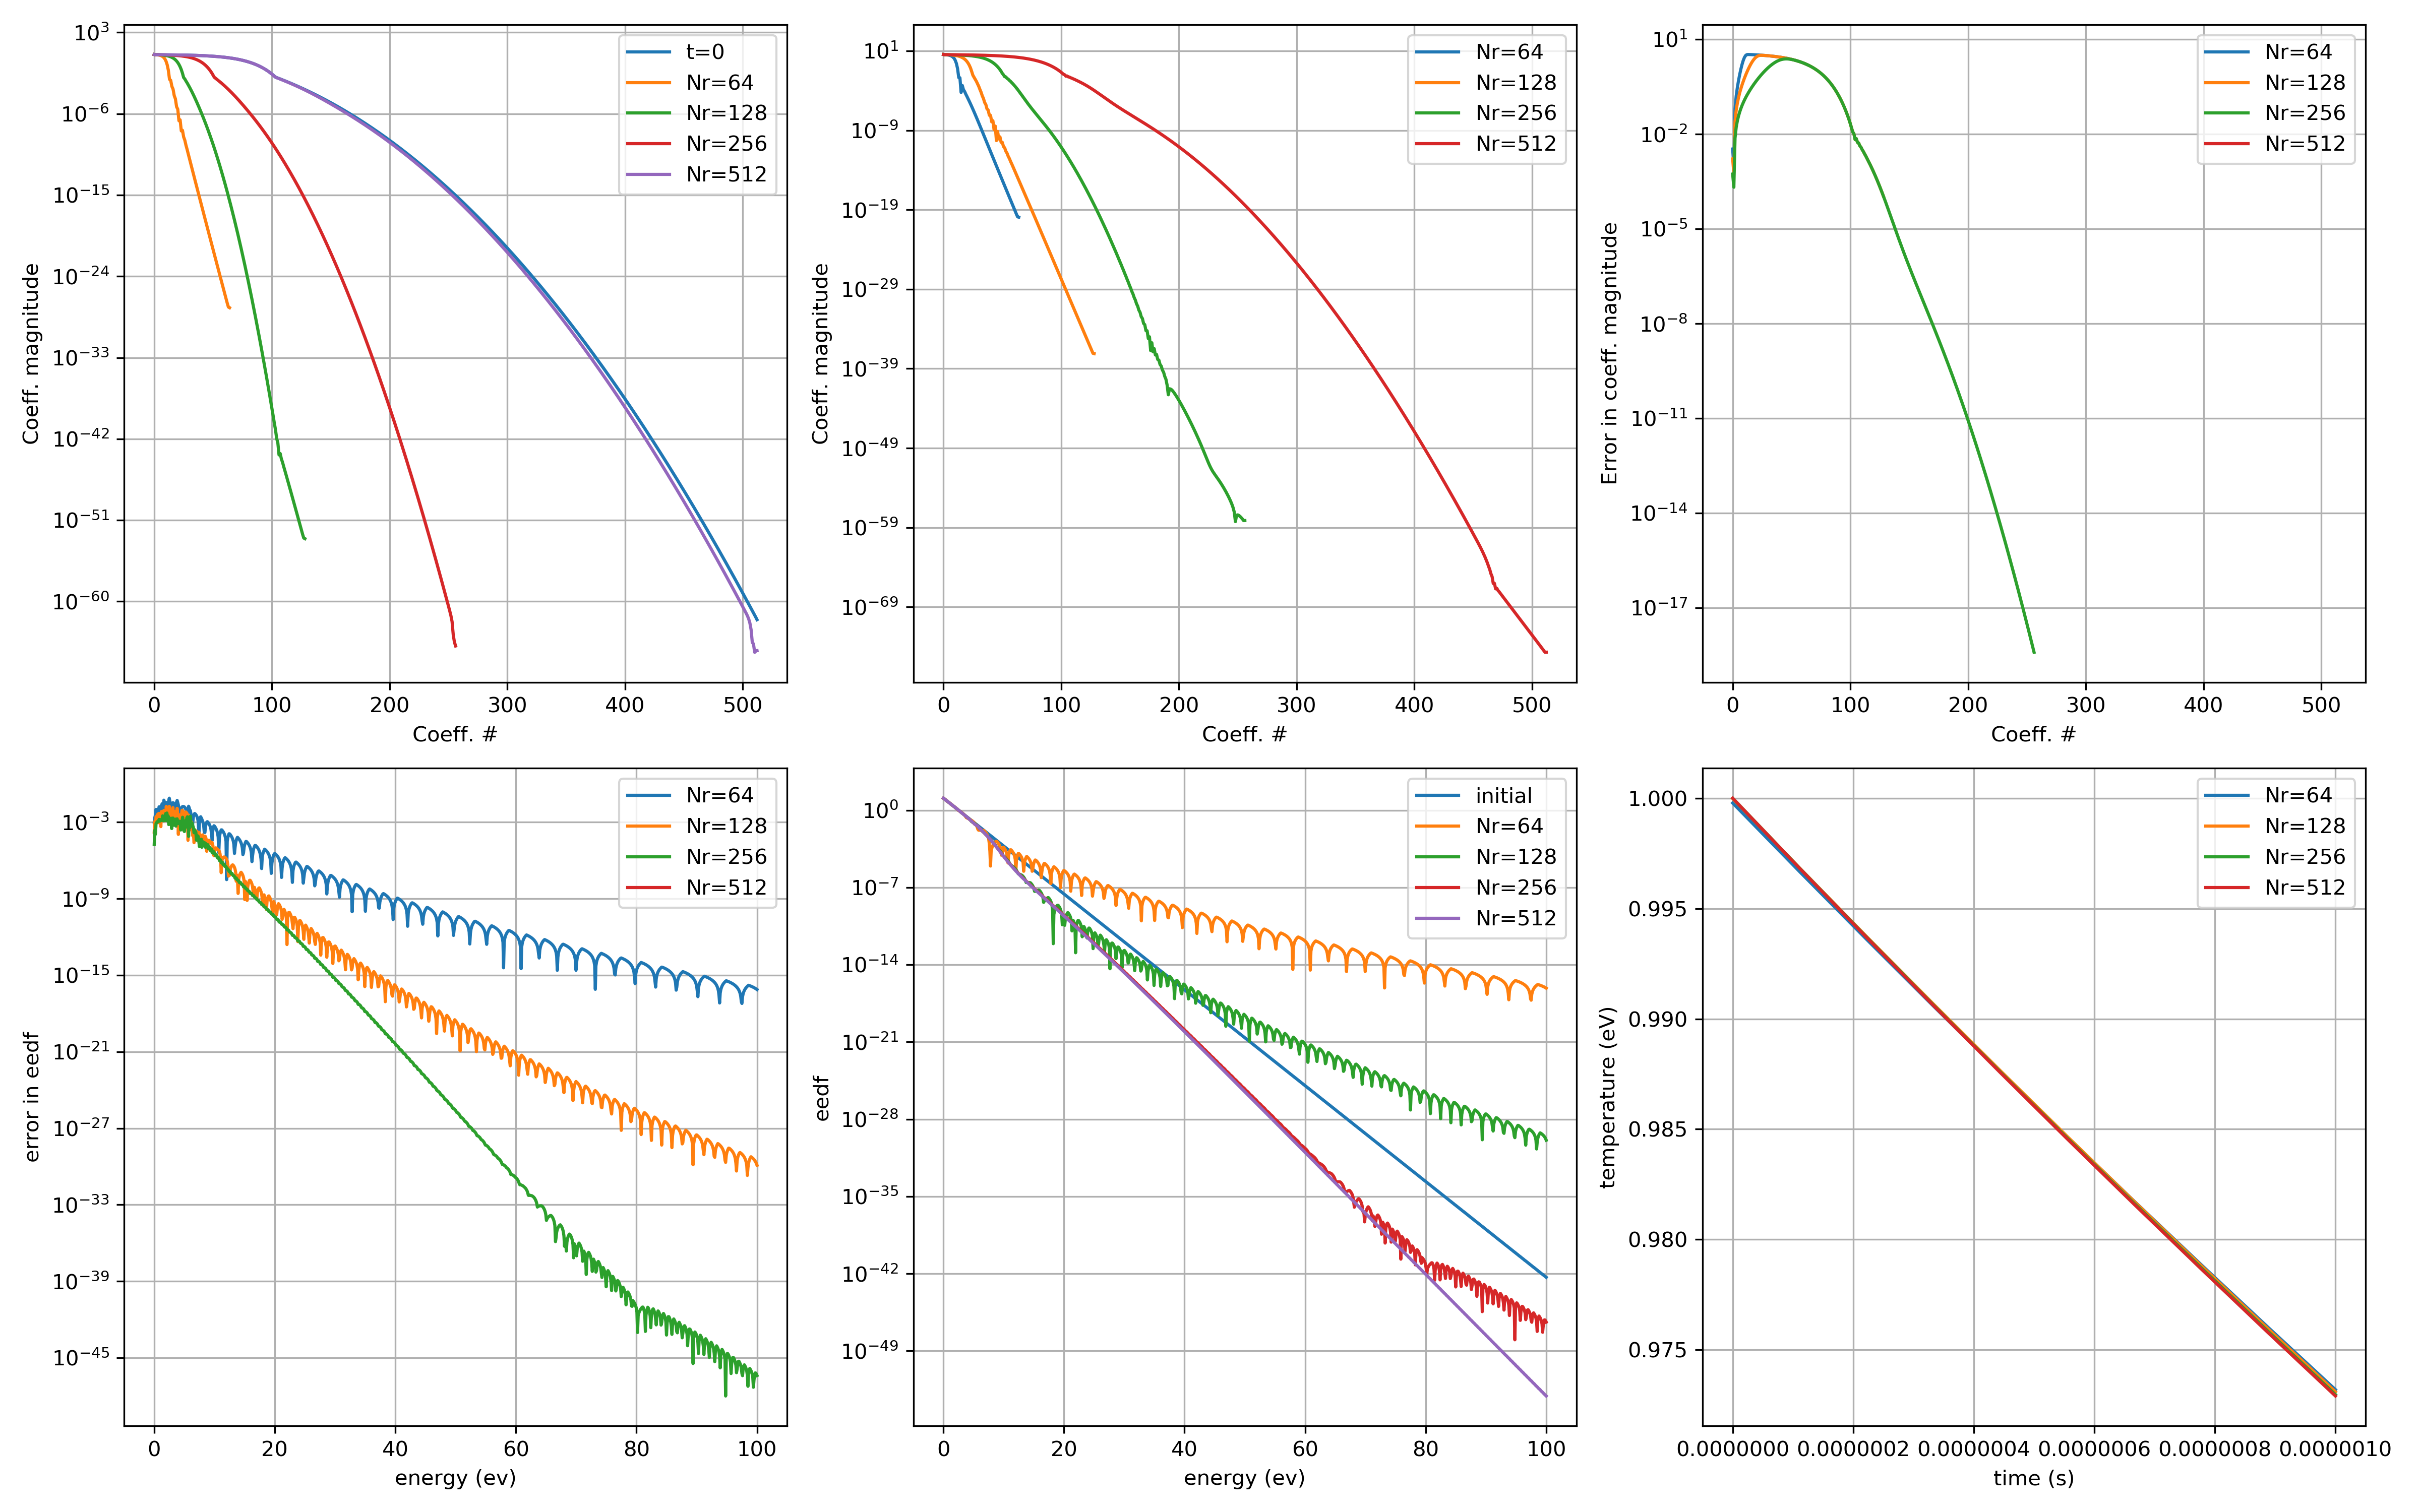 Coeff. magnitude
10^3
10^−6
10^−15
10^−24
10^−33
10^−42
10^−51
10^−60
t=0
Nr=64
Nr=128
Nr=256
Nr=512
0 100 200 300 400 500
Coeff. #
Coeff. magnitude
10^1
10^−9
10^−19
10^−29
10^−39
10^−49
10^−59
10^−69
Nr=64
Nr=128
Nr=256
Nr=512
0 100 200 300 400 500
Coeff. #
Error in coeff. magnitude
10^1
10^−2
10^−5
10^−8
10^−11
10^−14
10^−17
Nr=64
Nr=128
Nr=256
Nr=512
0 100 200 300 400 500
Coeff. #
error in eedf
10^−3
10^−9
10^−15
10^−21
10^−27
10^−33
10^−39
10^−45
Nr=64
Nr=128
Nr=256
Nr=512
0 20 40 60 80 100
energy (ev)
eedf
10^0
10^−7
10^−14
10^−21
10^−28
10^−35
10^−42
10^−49
initial
Nr=64
Nr=128
Nr=256
Nr=512
0 20 40 60 80 100
energy (ev)
temperature (eV)
1.000
0.995
0.990
0.985
0.980
0.975
Nr=64
Nr=128
Nr=256
Nr=512
0.0000000 0.0000002 0.0000004 0.0000006 0.0000008 0.0000010
time (s)